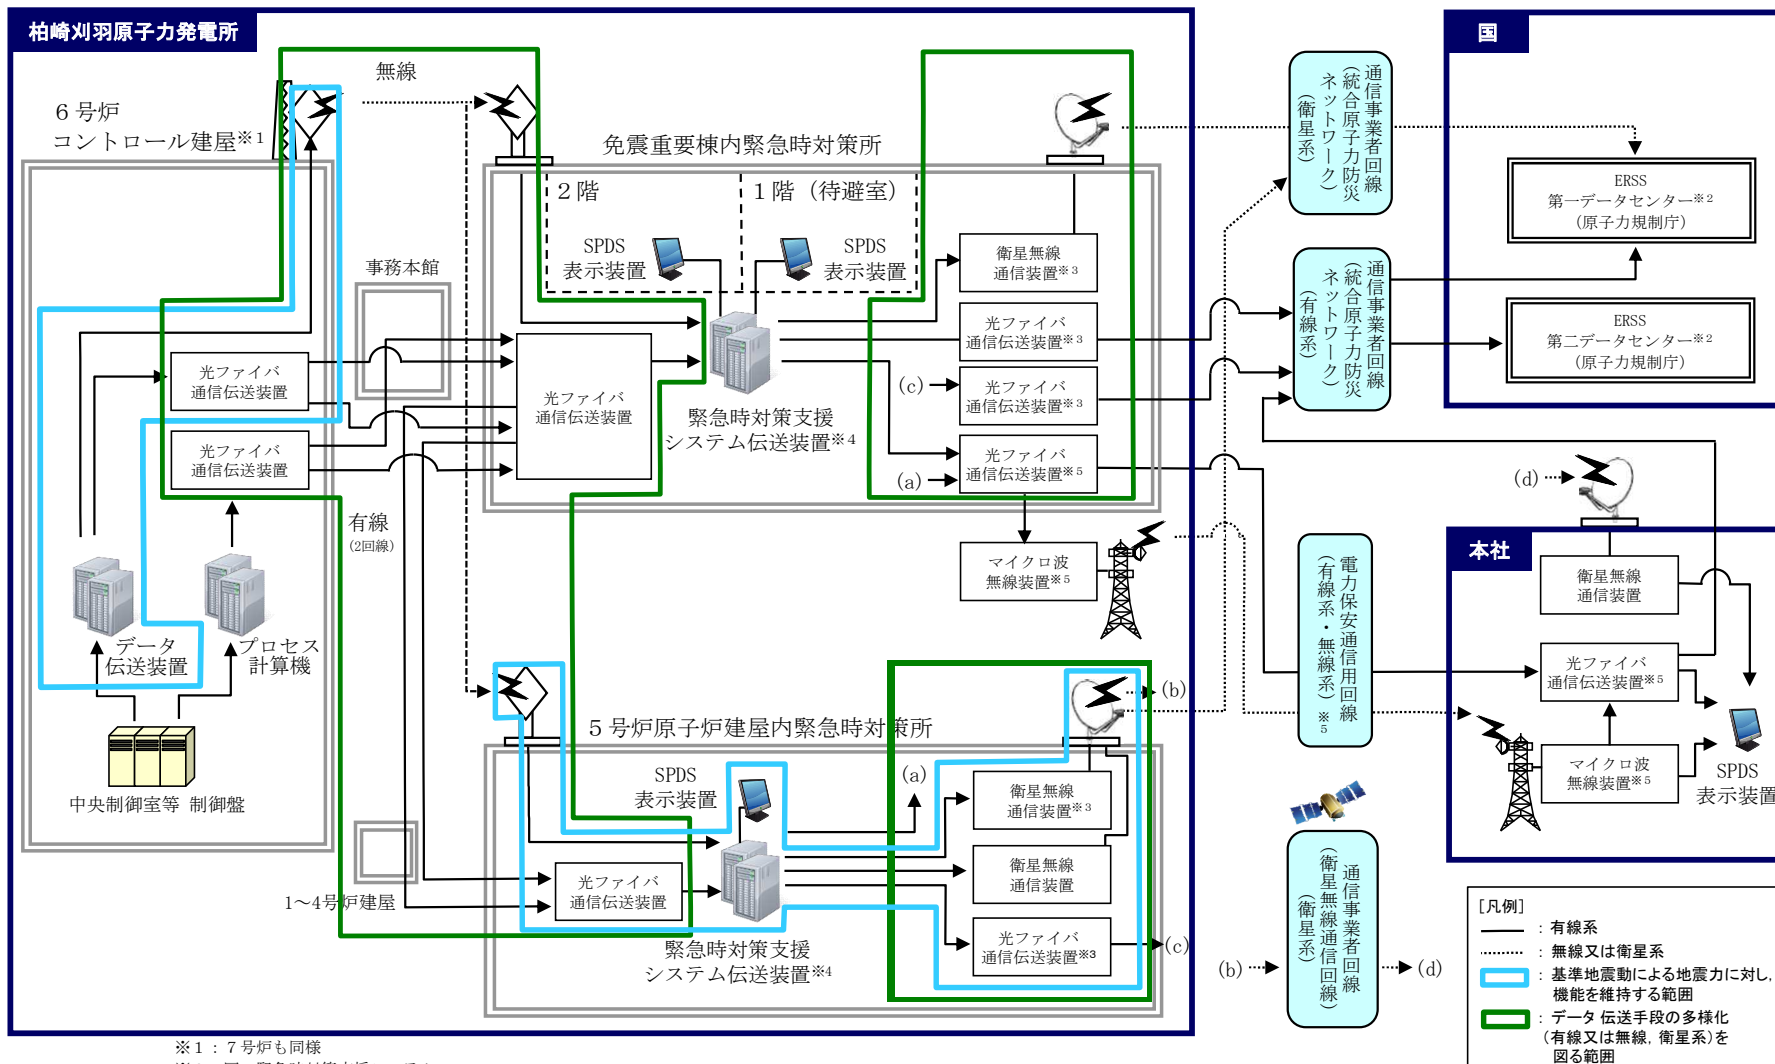 柏崎刈羽原子力発電所
国
無線
6号炉
コントロール建屋※1
免震重要棟内緊急時対策所
2階
1階（待避室）
SPDS
表示装置
SPDS
表示装置
事務本館
光ファイバ
通信伝送装置
光ファイバ
通信伝送装置
光ファイバ
通信伝送装置
有線
(2回線)
緊急時対策支援
システム伝送装置※4
衛星無線
通信装置※3
光ファイバ
通信伝送装置※3
(c)
光ファイバ
通信伝送装置※3
光ファイバ
通信伝送装置※5
(a)
マイクロ波
無線装置※5
データ
伝送装置
プロセス
計算機
中央制御室等 制御盤
1～4号炉建屋
5号炉原子炉建屋内緊急時対策所
SPDS
表示装置
光ファイバ
通信伝送装置
緊急時対策支援
システム伝送装置※4
(a)
(b)
衛星無線
通信装置※3
衛星無線
通信装置
光ファイバ
通信伝送装置※3
(c)
通信事業者回線
（統合原子力防災
ネットワーク）
（衛星系）
通信事業者回線
（統合原子力防災
ネットワーク）
（有線系）
ERSS
第一データセンター※2
(原子力規制庁)
ERSS
第二データセンター※2
(原子力規制庁)
電力保安通信用回線
（有線系・無線系）
※5
(d)
本社
衛星無線
通信装置
光ファイバ
通信伝送装置※5
マイクロ波
無線装置※5
SPDS
表示装置
通信事業者回線
（衛星無線通信回線）
（衛星系）
(b)
(d)
[凡例]
：有線系
：無線又は衛星系
：基準地震動による地震力に対し,
機能を維持する範囲
：データ伝送手段の多様化
(有線又は無線, 衛星系)を
図る範囲
※1：7号炉も同様